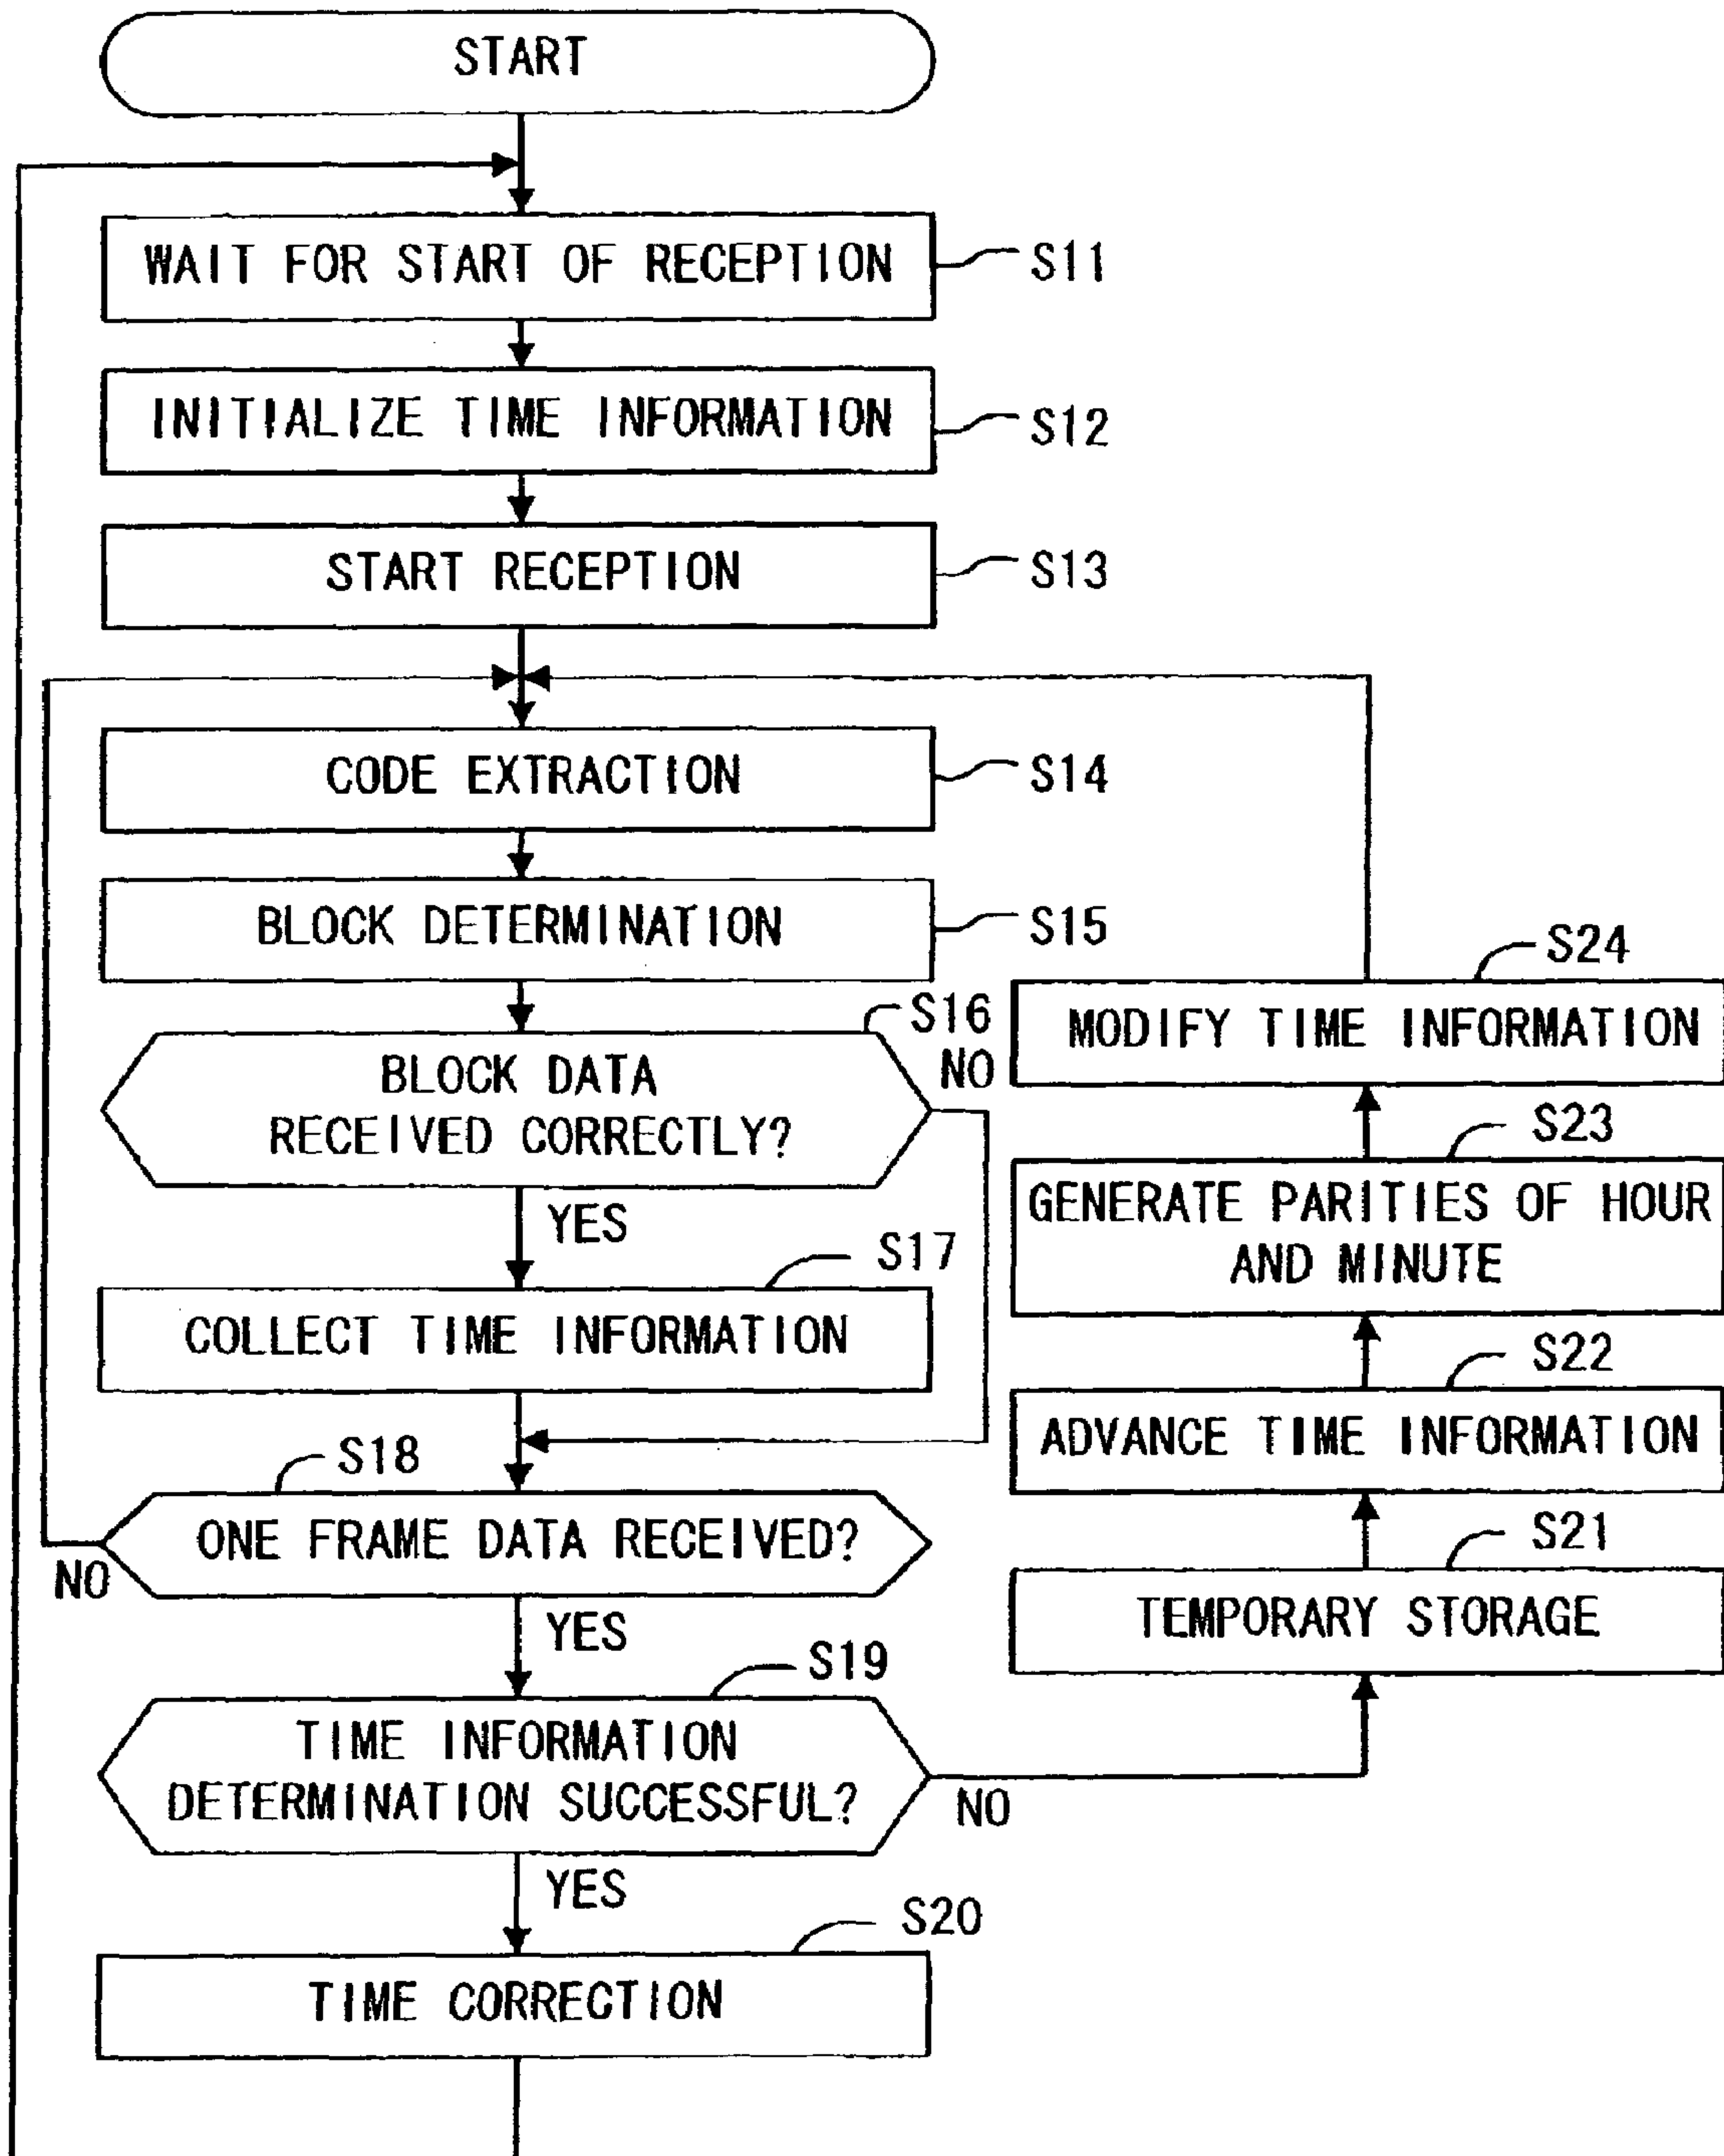 START
WAIT FOR START OF RECEPTION
S11
INITIALIZE TIME INFORMATION
S12
START RECEPTION
S13
CODE EXTRACTION
S14
BLOCK DETERMINATION
S15
S16
BLOCK DATA
RECEIVED CORRECTLY?
NO
YES
S17
COLLECT TIME INFORMATION
S18
ONE FRAME DATA RECEIVED?
NO
YES
S19
TIME INFORMATION
DETERMINATION SUCCESSFUL?
NO
YES
S20
TIME CORRECTION
S24
MODIFY TIME INFORMATION
S23
GENERATE PARITIES OF HOUR
AND MINUTE
S22
ADVANCE TIME INFORMATION
S21
TEMPORARY STORAGE